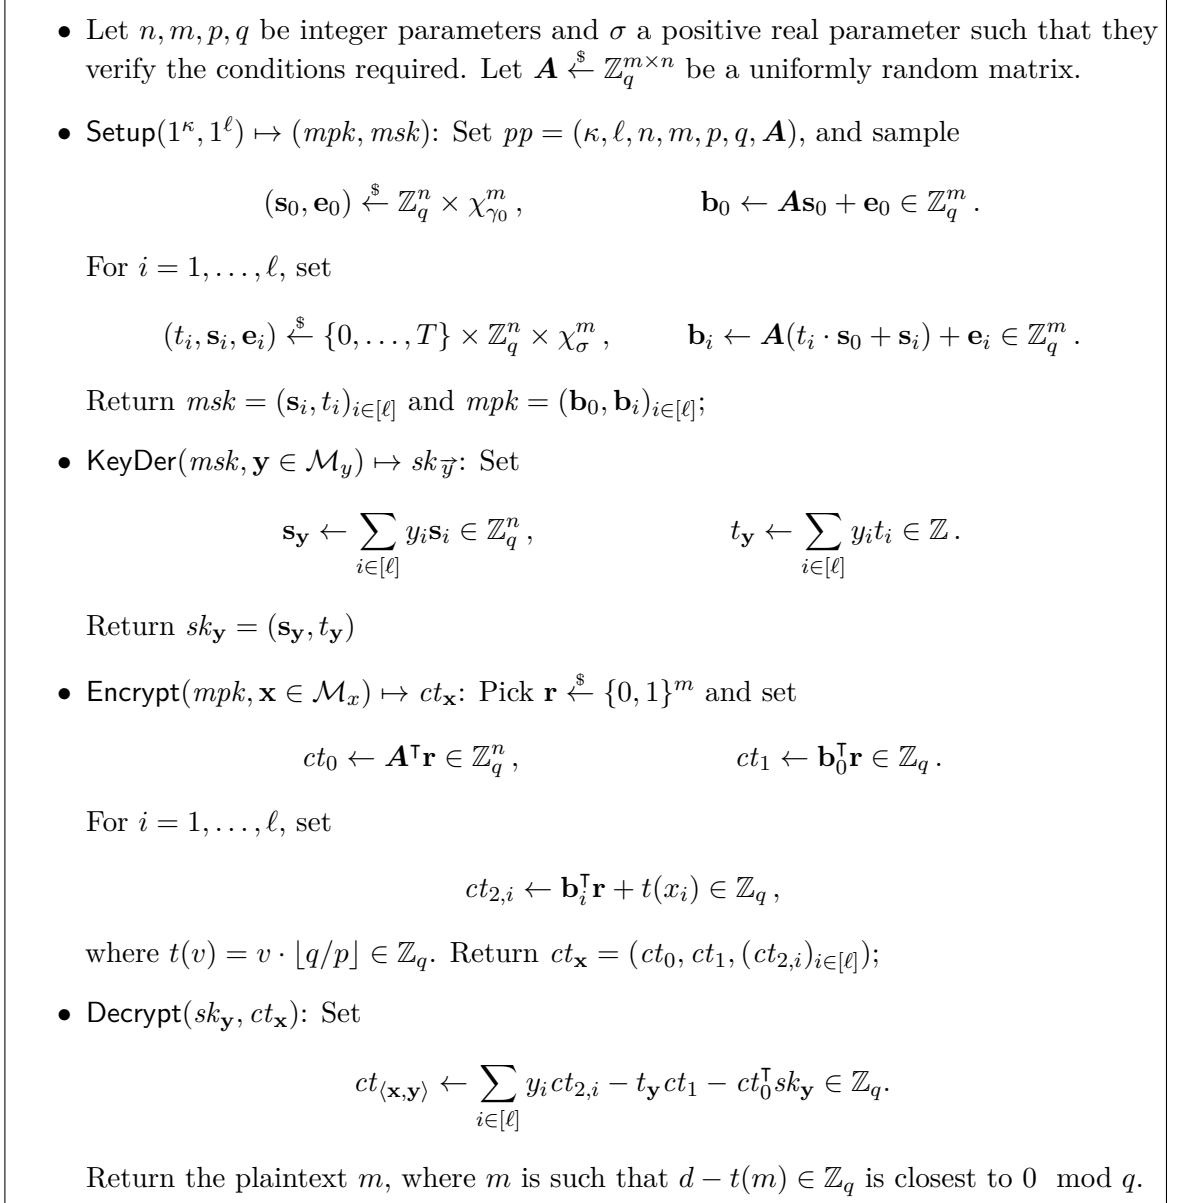 • Let n, m, p, q be integer parameters and σ a positive real parameter such that they
verify the conditions required. Let A ←$ ℤ_q^{m×n} be a uniformly random matrix.
• Setup(1^κ, 1^ℓ) ↦ (mpk, msk): Set pp = (κ, ℓ, n, m, p, q, A), and sample
(s_0, e_0) ←$ ℤ_q^n × χ_{γ_0}^m , b_0 ← As_0 + e_0 ∈ ℤ_q^m .
For i = 1, . . . , ℓ, set
(t_i, s_i, e_i) ←$ {0, . . . , T} × ℤ_q^n × χ_σ^m , b_i ← A(t_i · s_0 + s_i) + e_i ∈ ℤ_q^m .
Return msk = (s_i, t_i)_{i∈[ℓ]} and mpk = (b_0, b_i)_{i∈[ℓ]};
• KeyDer(msk, y ∈ ℳ_y) ↦ sk_{\vec{y}}: Set
s_y ← ∑_{i∈[ℓ]} y_i s_i ∈ ℤ_q^n , t_y ← ∑_{i∈[ℓ]} y_i t_i ∈ ℤ .
Return sk_y = (s_y, t_y)
• Encrypt(mpk, x ∈ ℳ_x) ↦ ct_x: Pick r ←$ {0, 1}^m and set
ct_0 ← A^⊺r ∈ ℤ_q^n , ct_1 ← b_0^⊺r ∈ ℤ_q .
For i = 1, . . . , ℓ, set
ct_{2,i} ← b_i^⊺r + t(x_i) ∈ ℤ_q ,
where t(v) = v · ⌊q/p⌋ ∈ ℤ_q. Return ct_x = (ct_0, ct_1, (ct_{2,i})_{i∈[ℓ]});
• Decrypt(sk_y, ct_x): Set
ct_{⟨x,y⟩} ← ∑_{i∈[ℓ]} y_i ct_{2,i} − t_y ct_1 − ct_0^⊺ sk_y ∈ ℤ_q.
Return the plaintext m, where m is such that d − t(m) ∈ ℤ_q is closest to 0 mod q.